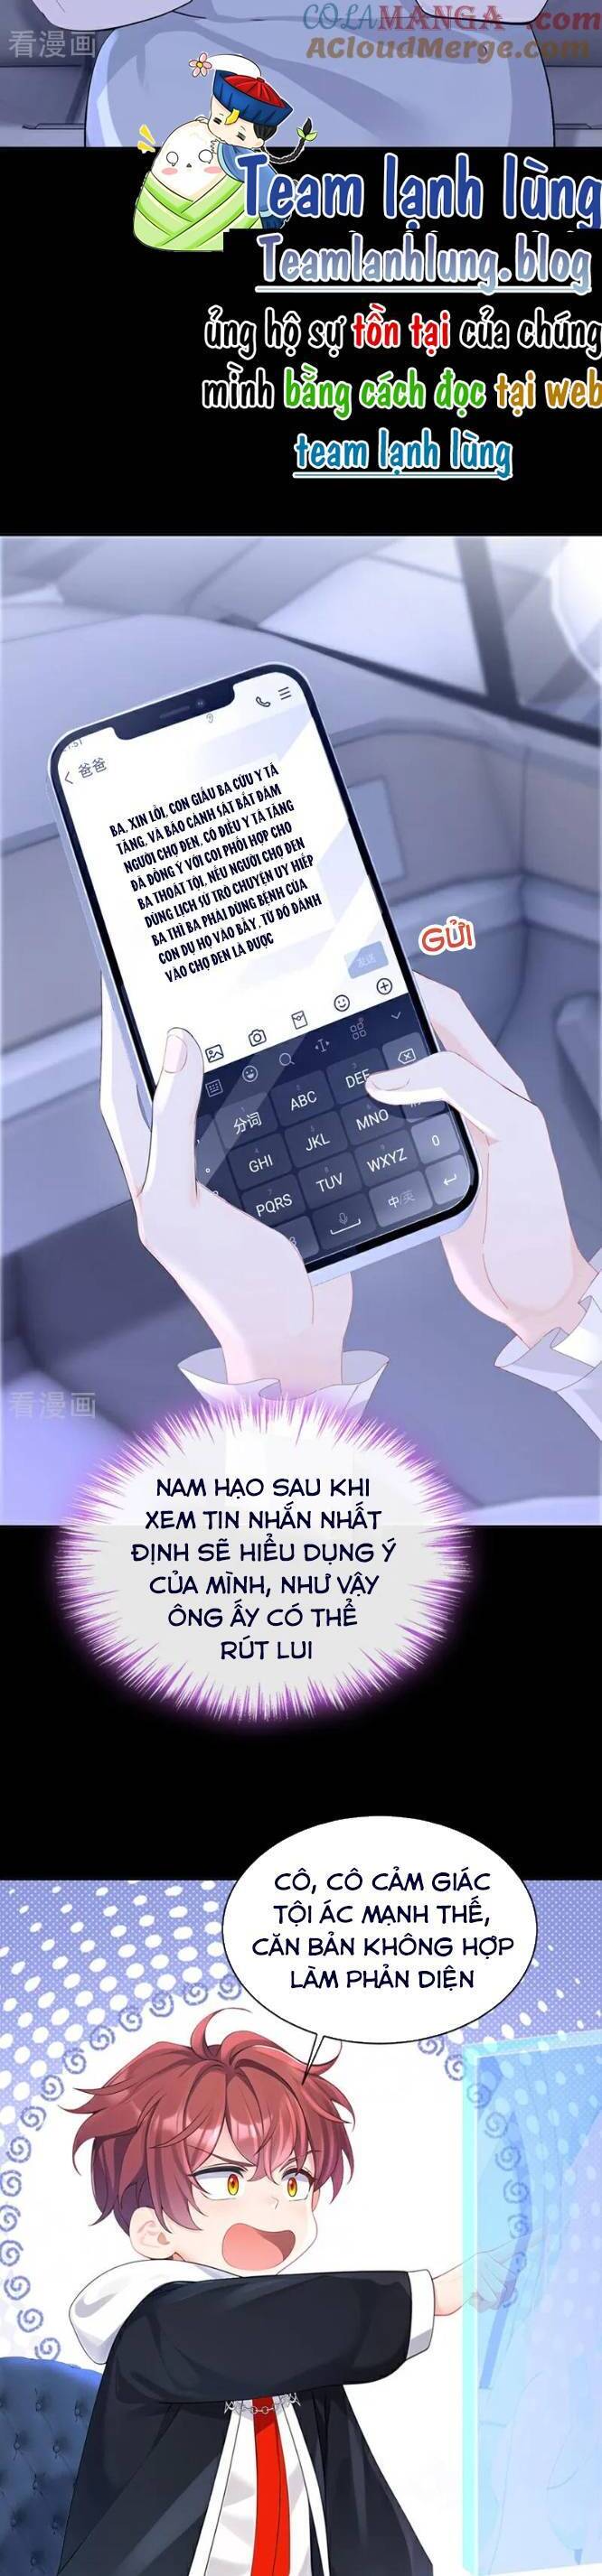 看漫画
COLAMANGA.com
AcloudMerge.com
Team lạnh lùng
Teamlanhlung.blog
ủng hộ sự tồn tại của chúng
mình bằng cách đọc tại web
team lạnh lùng
爸爸
BA, XIN LỖI, CON GIẤU BA CỨU Y TÁ
TĂNG, VÀ BÁO CẢNH SÁT BẮT ĐÁM
NGƯỜI CHỢ ĐEN, CÓ ĐIỀU Y TÁ TĂNG
ĐÃ ĐỒNG Ý VỚI COI PHỐI HỢP CHO
BA THOÁT TỘI, NẾU NGƯỜI CHỢ ĐEN
DÙNG LỊCH SỬ TRÒ CHUYỆN UY HIẾP
BA THÌ BA PHẢI DÙNG BỆNH CỦA
CON DỤ HỌ VÀO BẪY, TỪ ĐÓ ĐÁNH
VÀO CHỢ ĐEN LÀ ĐƯỢC
GỬI
发送
分词
ABC
DEF
GHI
JKL
MNO
PQRS
TUV
WXYZ
0
中/英
看漫画
NAM HẠO SAU KHI
XEM TIN NHẮN NHẤT
ĐỊNH SẼ HIỂU DỤNG Ý
CỦA MÌNH, NHƯ VẬY
ÔNG ẤY CÓ THỂ
RÚT LUI
CÔ, CÔ CẢM GIÁC
TỘI ÁC MẠNH THẾ,
CĂN BẢN KHÔNG HỢP
LÀM PHẢN DIỆN